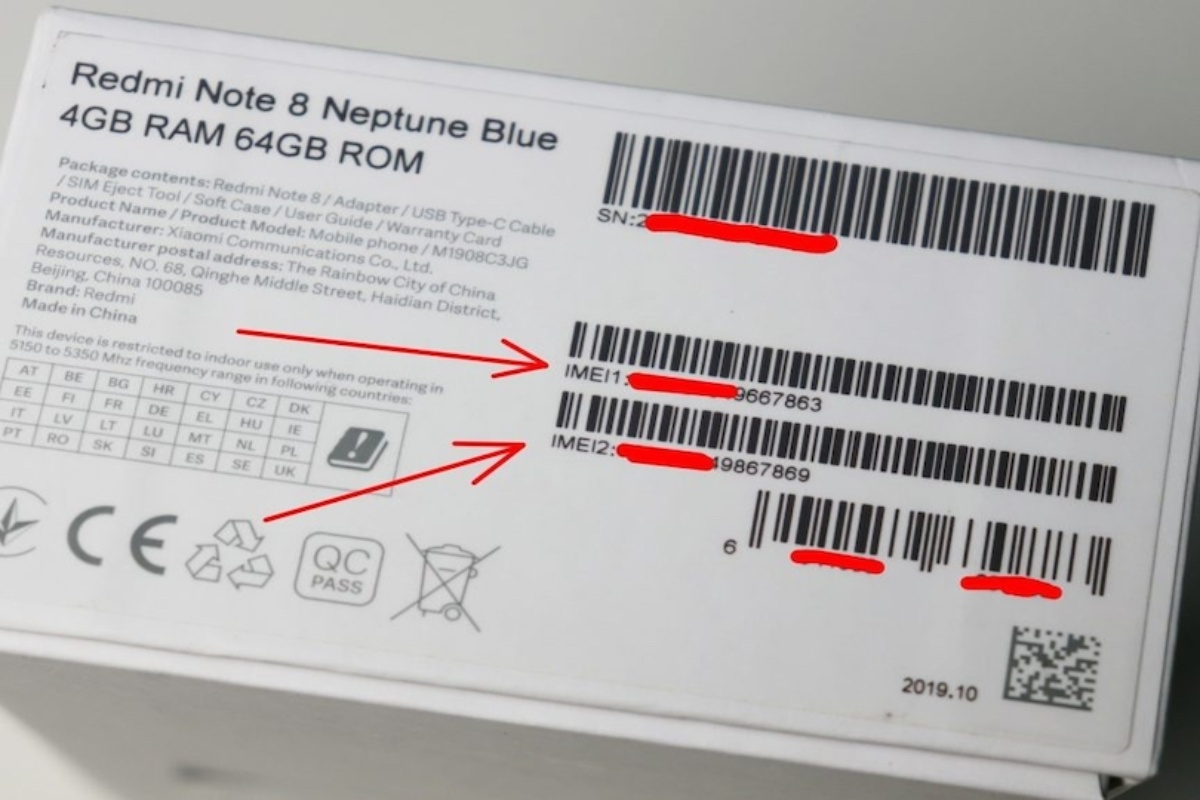 Redmi Note 8 Neptune Blue
4GB RAM 64GB ROM
Package contents: Redmi Note 8 / Adapter / USB Type-C Cable
/ SIM Eject Tool / Soft Case / User Guide / Warranty Card
Product Name / Product Model: Mobile phone / M1908C3JG
Manufacturer: Xiaomi Communications Co., Ltd.
Manufacturer postal address: The Rainbow City of China
Resources, NO. 68, Qinghe Middle Street, Haidian District,
Beijing, China 100085
Brand: Redmi
Made in China
This device is restricted to indoor use only when operating in
5150 to 5350 Mhz frequency range in following countries:
AT BE BG HR CY CZ DK
EE FI FR DE EL HU IE
IT LV LT LU MT NL PL
PT RO SK SI ES SE UK
CE
QC
PASS
SN:2
IMEI1: 9667863
IMEI2: 49867869
6
2019.10